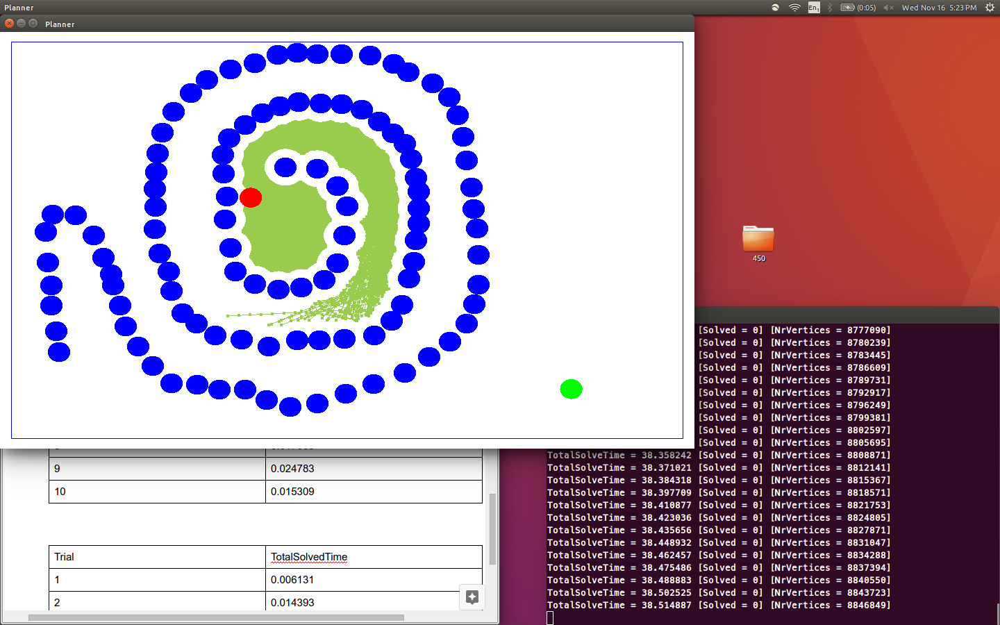 Planner
En1
(0:05)
Wed Nov 16 5:23 PM
Planner
450
[Solved = 0] [NrVertices = 8777090]
[Solved = 0] [NrVertices = 8780239]
[Solved = 0] [NrVertices = 8783445]
[Solved = 0] [NrVertices = 8786609]
[Solved = 0] [NrVertices = 8789731]
[Solved = 0] [NrVertices = 8792917]
[Solved = 0] [NrVertices = 8796249]
[Solved = 0] [NrVertices = 8799381]
[Solved = 0] [NrVertices = 8802597]
[Solved = 0] [NrVertices = 8805695]
TotalSolveTime = 38.358242 [Solved = 0] [NrVertices = 8808871]
TotalSolveTime = 38.371021 [Solved = 0] [NrVertices = 8812141]
TotalSolveTime = 38.384318 [Solved = 0] [NrVertices = 8815367]
TotalSolveTime = 38.397709 [Solved = 0] [NrVertices = 8818571]
TotalSolveTime = 38.410877 [Solved = 0] [NrVertices = 8821753]
TotalSolveTime = 38.423036 [Solved = 0] [NrVertices = 8824805]
TotalSolveTime = 38.435656 [Solved = 0] [NrVertices = 8827871]
TotalSolveTime = 38.448932 [Solved = 0] [NrVertices = 8831047]
TotalSolveTime = 38.462457 [Solved = 0] [NrVertices = 8834288]
TotalSolveTime = 38.475486 [Solved = 0] [NrVertices = 8837394]
TotalSolveTime = 38.488883 [Solved = 0] [NrVertices = 8840550]
TotalSolveTime = 38.502525 [Solved = 0] [NrVertices = 8843723]
TotalSolveTime = 38.514887 [Solved = 0] [NrVertices = 8846849]
9 0.024783
10 0.015309
Trial TotalSolvedTime
1 0.006131
2 0.014393